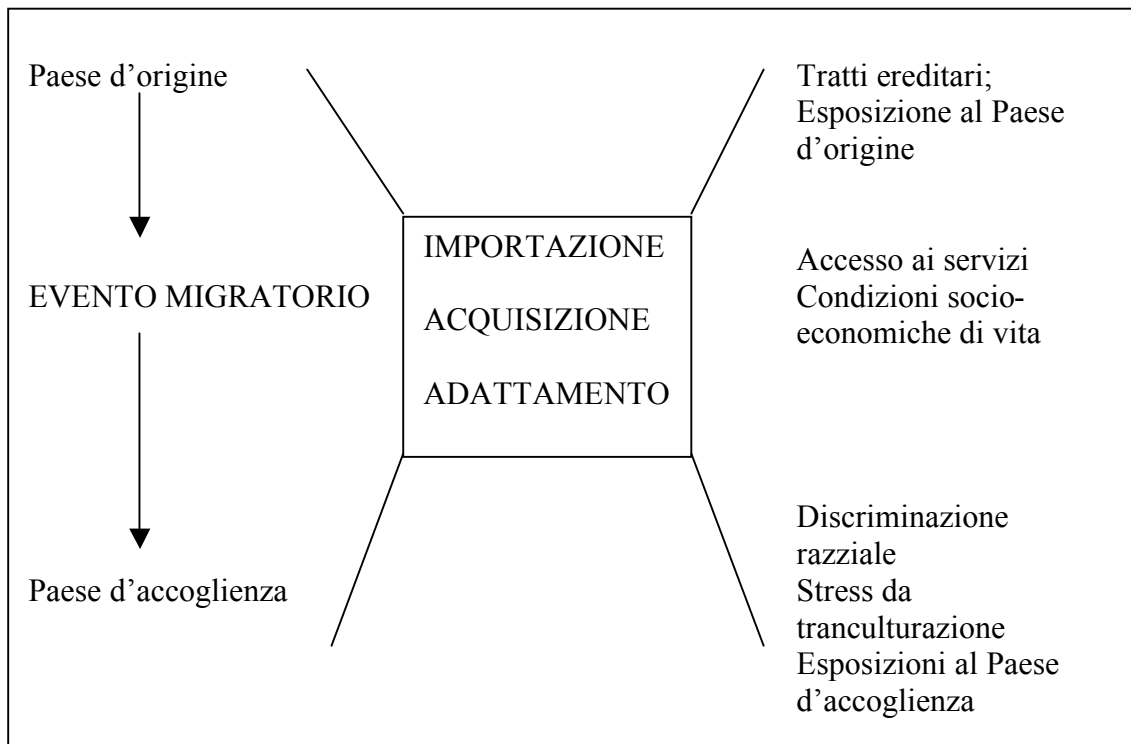 Paese d’origine
EVENTO MIGRATORIO
Paese d’accoglienza
IMPORTAZIONE
ACQUISIZIONE
ADATTAMENTO
Tratti ereditari;
Esposizione al Paese
d’origine
Accesso ai servizi
Condizioni socio-
economiche di vita
Discriminazione
razziale
Stress da
tranculturazione
Esposizioni al Paese
d’accoglienza